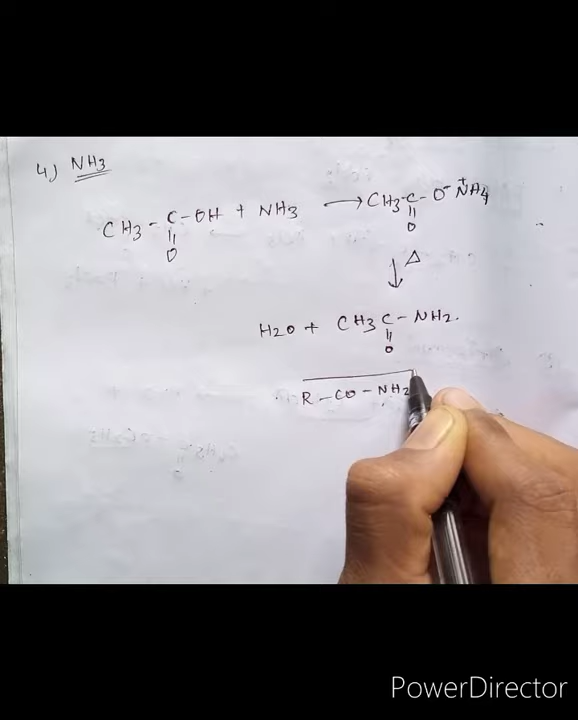 4) NH3
CH3 - C - OH + NH3 ⟶ CH3 - C - O⁻ N⁺H4
|| ||
O O
↓ Δ
H2O + CH3 C - NH2.
||
O
R - CO - NH2
PowerDirector